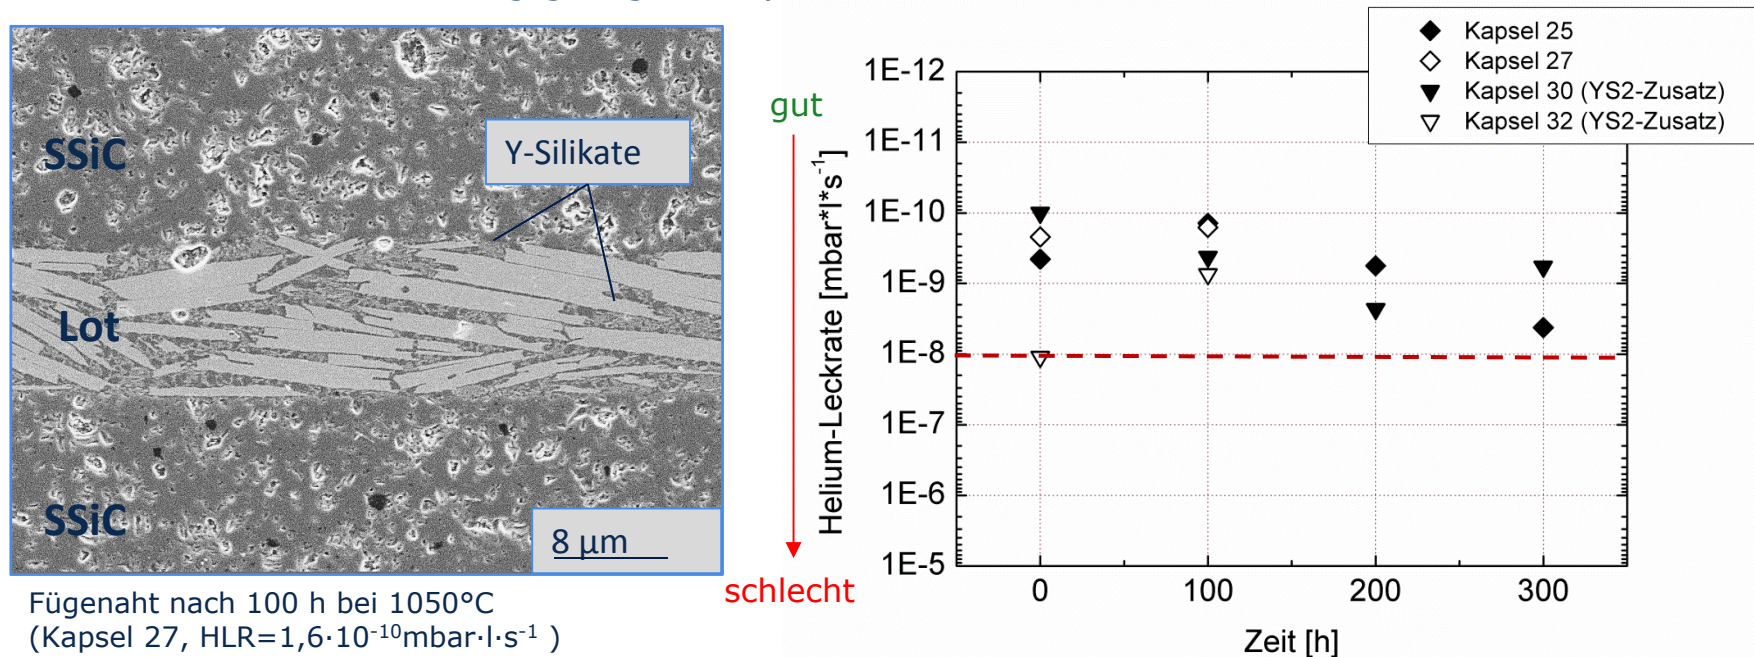 SSiC
Y-Silikate
Lot
SSiC
8 µm
Fügenaht nach 100 h bei 1050°C
(Kapsel 27, HLR=1,6·10⁻¹⁰mbar·l·s⁻¹ )
gut
schlecht
Kapsel 25
Kapsel 27
Kapsel 30 (YS2-Zusatz)
Kapsel 32 (YS2-Zusatz)
Helium-Leckrate [mbar*l*s⁻¹]
1E-12
1E-11
1E-10
1E-9
1E-8
1E-7
1E-6
1E-5
0 100 200 300
Zeit [h]